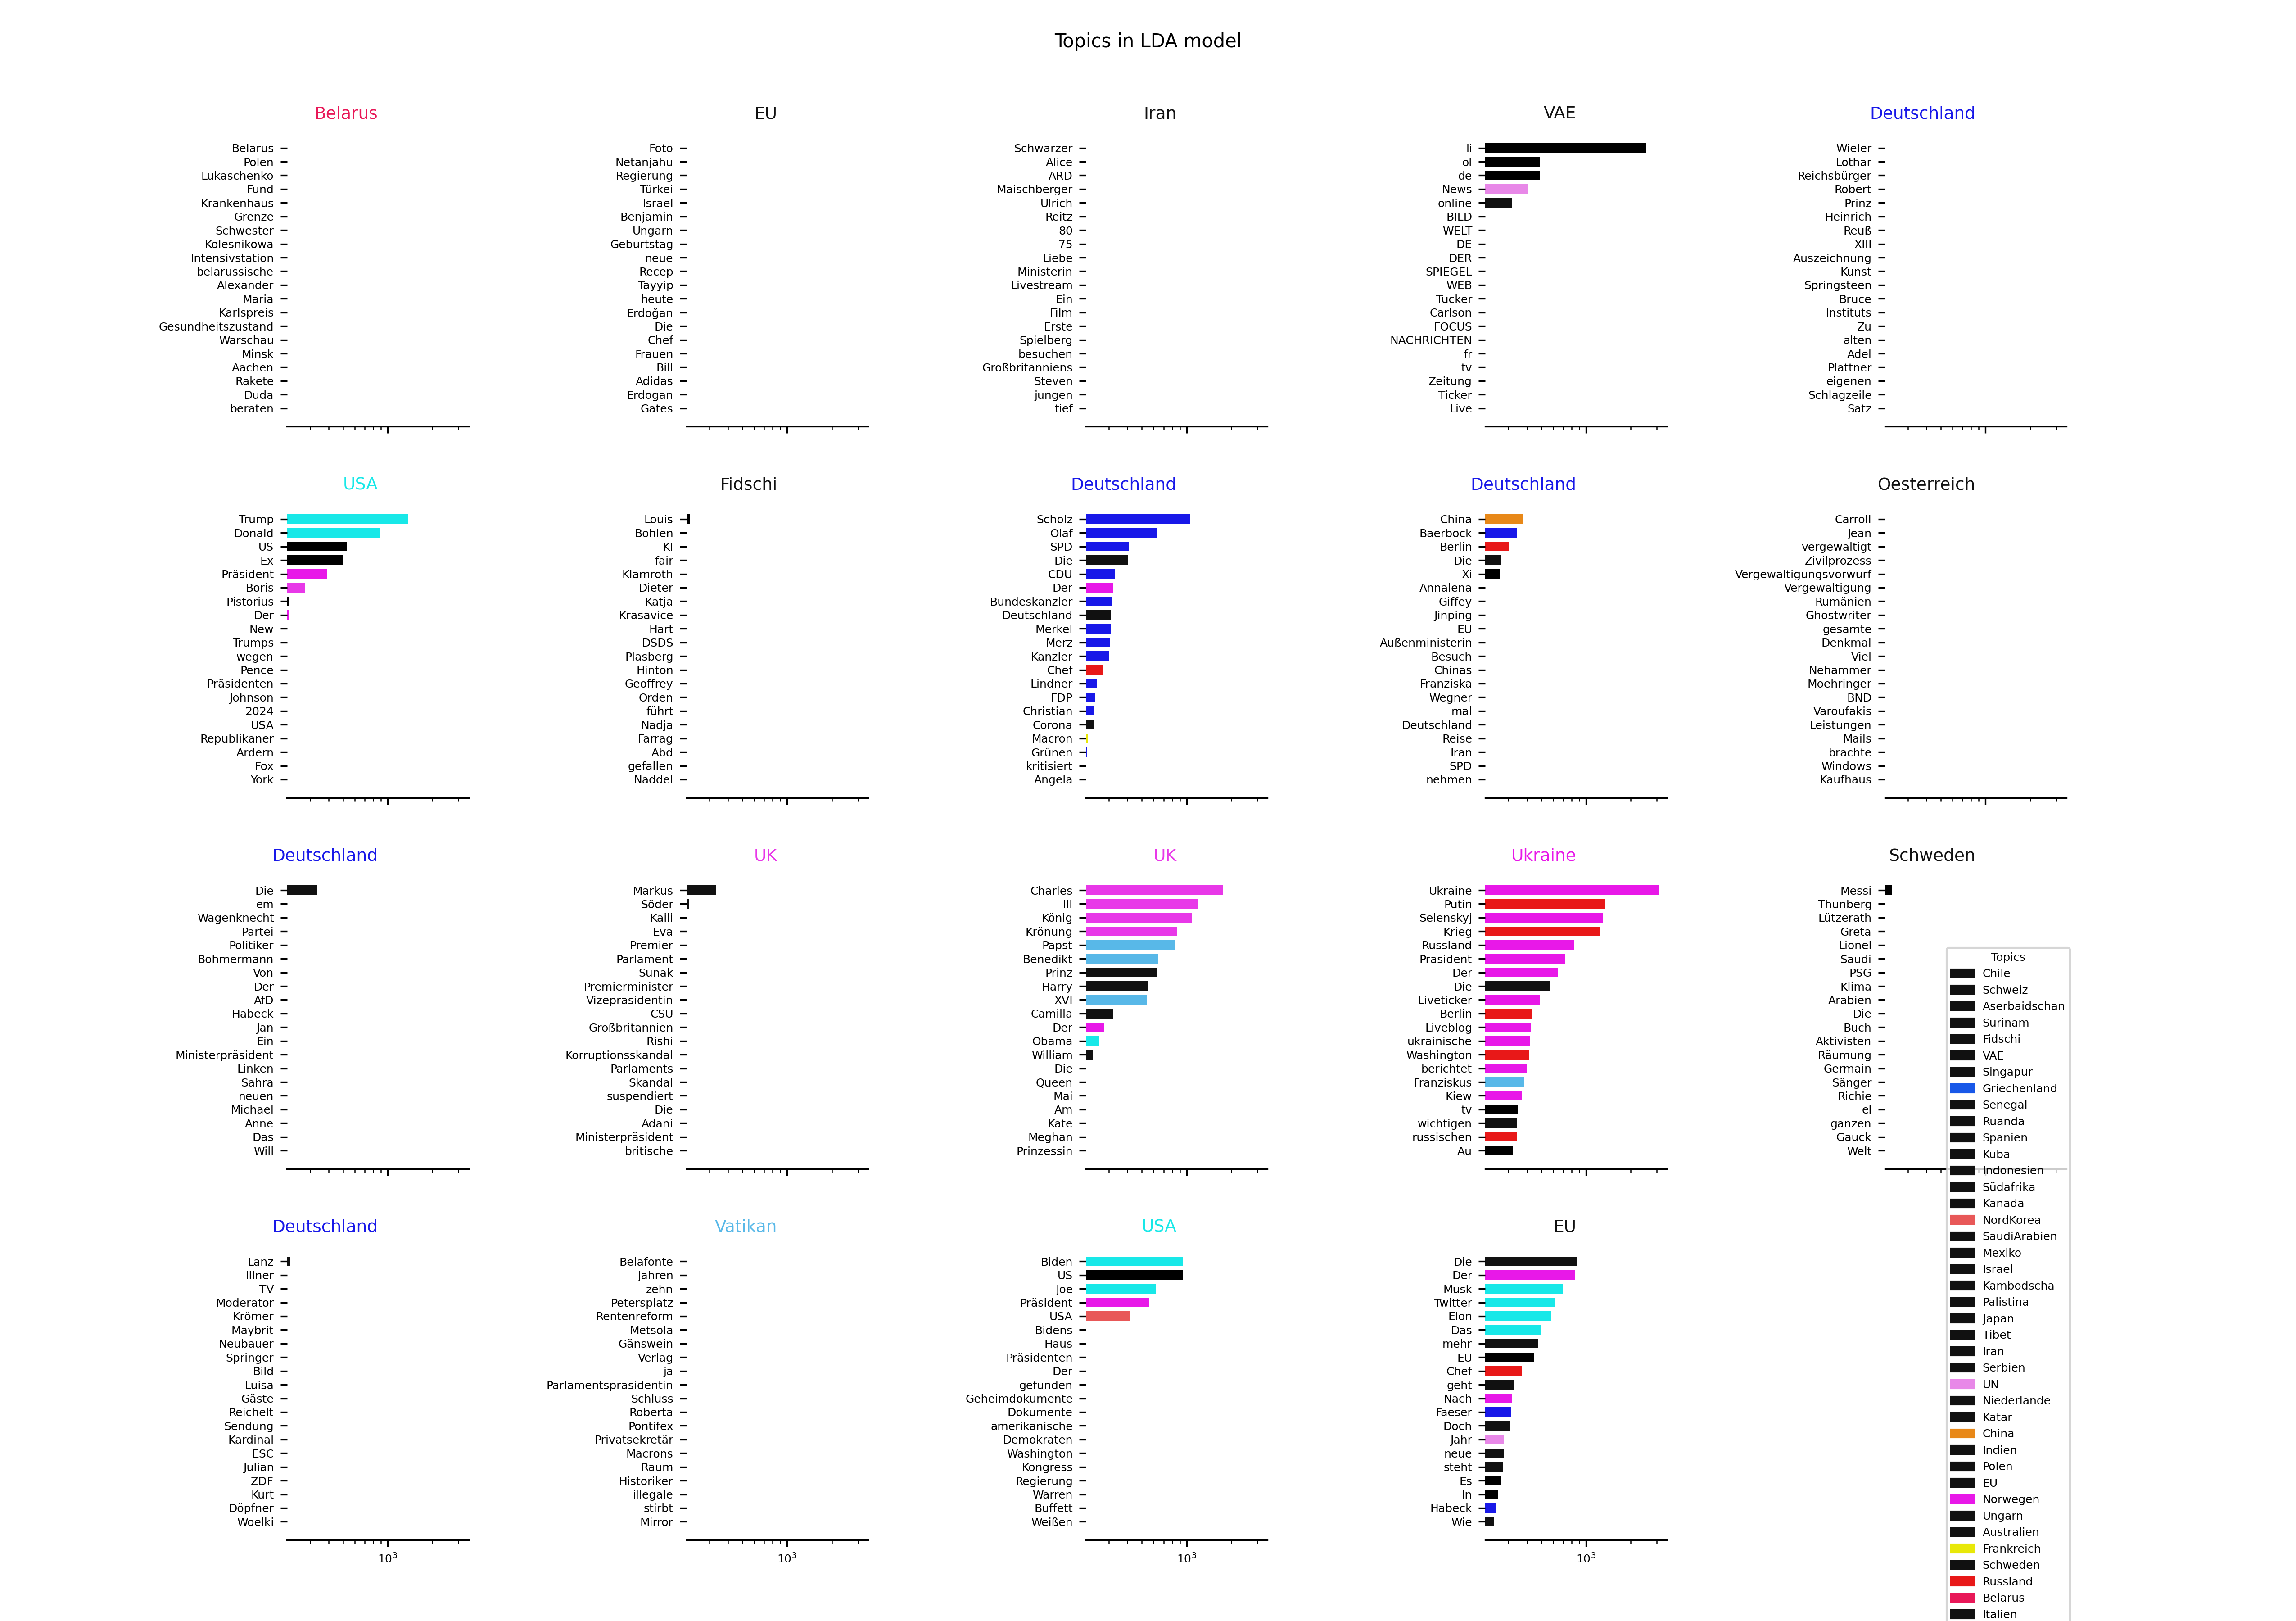 Topics in LDA model
Belarus
Belarus
Polen
Lukaschenko
Fund
Krankenhaus
Grenze
Schwester
Kolesnikowa
Intensivstation
belarussische
Alexander
Maria
Karlspreis
Gesundheitszustand
Warschau
Minsk
Aachen
Rakete
Duda
beraten
EU
Foto
Netanjahu
Regierung
Türkei
Israel
Benjamin
Ungarn
Geburtstag
neue
Recep
Tayyip
heute
Erdoğan
Die
Chef
Frauen
Bill
Adidas
Erdogan
Gates
Iran
Schwarzer
Alice
ARD
Maischberger
Ulrich
Reitz
80
75
Liebe
Ministerin
Livestream
Ein
Film
Erste
Spielberg
besuchen
Großbritanniens
Steven
jungen
tief
VAE
li
ol
de
News
online
BILD
WELT
DE
DER
SPIEGEL
WEB
Tucker
Carlson
FOCUS
NACHRICHTEN
fr
tv
Zeitung
Ticker
Live
Deutschland
Wieler
Lothar
Reichsbürger
Robert
Prinz
Heinrich
Reuß
XIII
Auszeichnung
Kunst
Springsteen
Bruce
Instituts
Zu
alten
Adel
Plattner
eigenen
Schlagzeile
Satz
USA
Trump
Donald
US
Ex
Präsident
Boris
Pistorius
Der
New
Trumps
wegen
Pence
Präsidenten
Johnson
2024
USA
Republikaner
Ardern
Fox
York
Fidschi
Louis
Bohlen
KI
fair
Klamroth
Dieter
Katja
Krasavice
Hart
DSDS
Plasberg
Hinton
Geoffrey
Orden
führt
Nadja
Farrag
Abd
gefallen
Naddel
Deutschland
Scholz
Olaf
SPD
Die
CDU
Der
Bundeskanzler
Deutschland
Merkel
Merz
Kanzler
Chef
Lindner
FDP
Christian
Corona
Macron
Grünen
kritisiert
Angela
Deutschland
China
Baerbock
Berlin
Die
Xi
Annalena
Giffey
Jinping
EU
Außenministerin
Besuch
Chinas
Franziska
Wegner
mal
Deutschland
Reise
Iran
SPD
nehmen
Oesterreich
Carroll
Jean
vergewaltigt
Zivilprozess
Vergewaltigungsvorwurf
Vergewaltigung
Rumänien
Ghostwriter
gesamte
Denkmal
Viel
Nehammer
Moehringer
BND
Varoufakis
Leistungen
Mails
brachte
Windows
Kaufhaus
Deutschland
Die
em
Wagenknecht
Partei
Politiker
Böhmermann
Von
Der
AfD
Habeck
Jan
Ein
Ministerpräsident
Linken
Sahra
neuen
Michael
Anne
Das
Will
UK
Markus
Söder
Kaili
Eva
Premier
Parlament
Sunak
Premierminister
Vizepräsidentin
CSU
Großbritannien
Rishi
Korruptionsskandal
Parlaments
Skandal
suspendiert
Die
Adani
Ministerpräsident
britische
UK
Charles
III
König
Krönung
Papst
Benedikt
Prinz
Harry
XVI
Camilla
Der
Obama
William
Die
Queen
Mai
Am
Kate
Meghan
Prinzessin
Ukraine
Ukraine
Putin
Selenskyj
Krieg
Russland
Präsident
Der
Die
Liveticker
Berlin
Liveblog
ukrainische
Washington
berichtet
Franziskus
Kiew
tv
wichtigen
russischen
Au
Schweden
Messi
Thunberg
Lützerath
Greta
Lionel
Saudi
PSG
Klima
Arabien
Die
Buch
Aktivisten
Räumung
Germain
Sänger
Richie
el
ganzen
Gauck
Welt
Deutschland
Lanz
Illner
TV
Moderator
Krömer
Maybrit
Neubauer
Springer
Bild
Luisa
Gäste
Reichelt
Sendung
Kardinal
ESC
Julian
ZDF
Kurt
Döpfner
Woelki
10³
Vatikan
Belafonte
Jahren
zehn
Petersplatz
Rentenreform
Metsola
Gänswein
Verlag
ja
Parlamentspräsidentin
Schluss
Roberta
Pontifex
Privatsekretär
Macrons
Raum
Historiker
illegale
stirbt
Mirror
10³
USA
Biden
US
Joe
Präsident
USA
Bidens
Haus
Präsidenten
Der
gefunden
Geheimdokumente
Dokumente
amerikanische
Demokraten
Washington
Kongress
Regierung
Warren
Buffett
Weißen
10³
EU
Die
Der
Musk
Twitter
Elon
Das
mehr
EU
Chef
geht
Nach
Faeser
Doch
Jahr
neue
steht
Es
In
Habeck
Wie
10³
Topics
Chile
Schweiz
Aserbaidschan
Surinam
Fidschi
VAE
Singapur
Griechenland
Senegal
Ruanda
Spanien
Kuba
Indonesien
Südafrika
Kanada
NordKorea
SaudiArabien
Mexiko
Israel
Kambodscha
Palistina
Japan
Tibet
Iran
Serbien
UN
Niederlande
Katar
China
Indien
Polen
EU
Norwegen
Ungarn
Australien
Frankreich
Schweden
Russland
Belarus
Italien